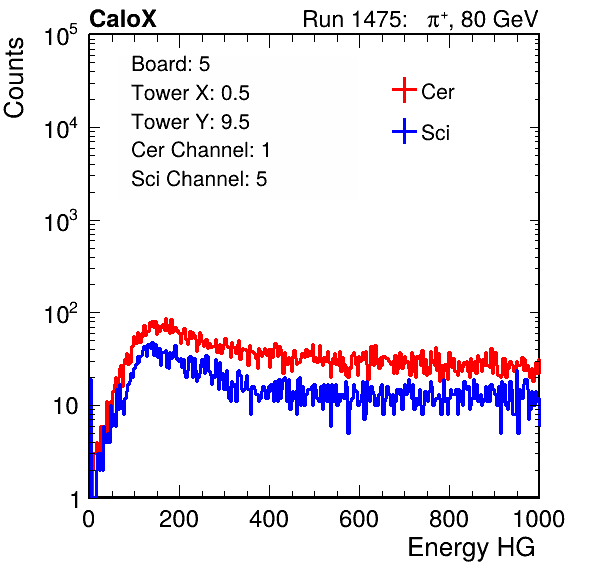 CaloX Run 1475: π⁺, 80 GeV
Counts
10⁵
10⁴
10³
10²
10
1
Board: 5
Tower X: 0.5
Tower Y: 9.5
Cer Channel: 1
Sci Channel: 5
Cer
Sci
0 200 400 600 800 1000
Energy HG